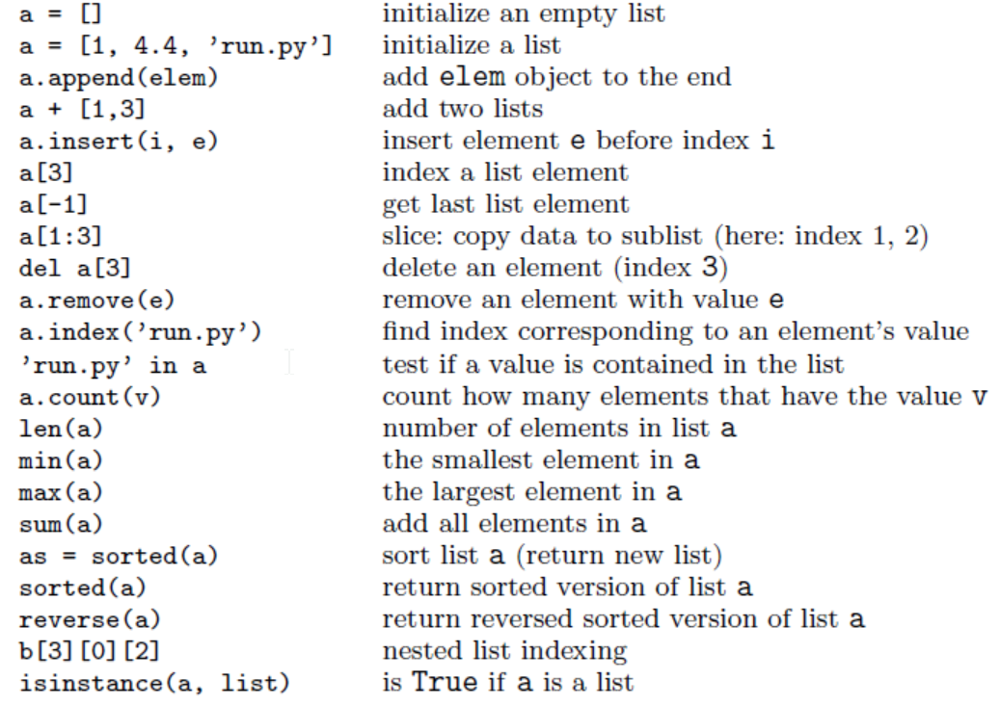 a = [] initialize an empty list
a = [1, 4.4, ’run.py’] initialize a list
a.append(elem) add elem object to the end
a + [1,3] add two lists
a.insert(i, e) insert element e before index i
a[3] index a list element
a[-1] get last list element
a[1:3] slice: copy data to sublist (here: index 1, 2)
del a[3] delete an element (index 3)
a.remove(e) remove an element with value e
a.index(’run.py’) find index corresponding to an element’s value
’run.py’ in a test if a value is contained in the list
a.count(v) count how many elements that have the value v
len(a) number of elements in list a
min(a) the smallest element in a
max(a) the largest element in a
sum(a) add all elements in a
as = sorted(a) sort list a (return new list)
sorted(a) return sorted version of list a
reverse(a) return reversed sorted version of list a
b[3][0][2] nested list indexing
isinstance(a, list) is True if a is a list